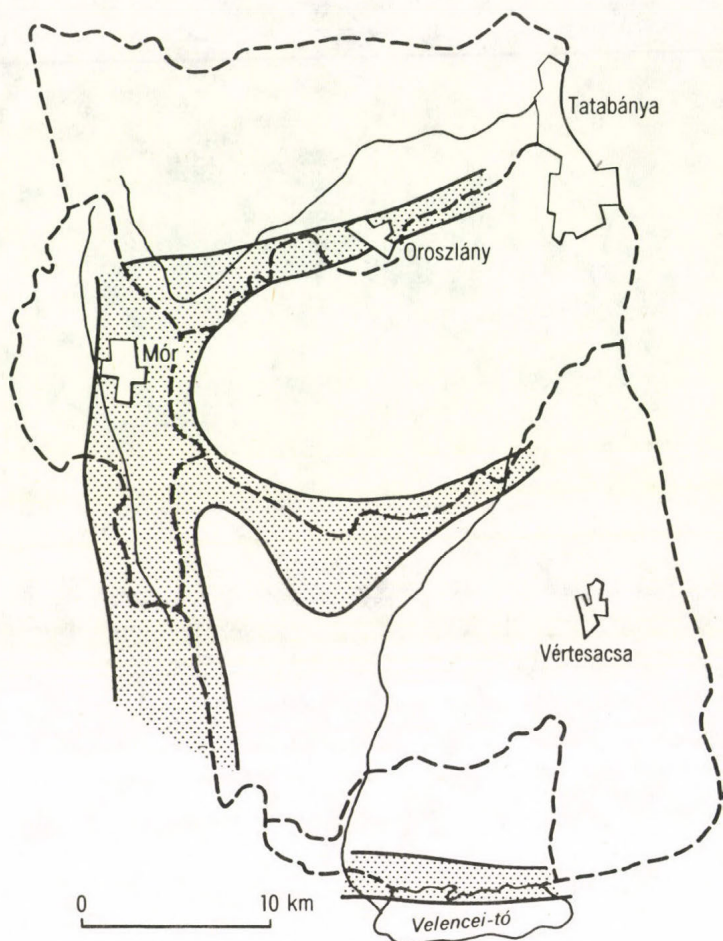 Tatabánya
Oroszlány
Mór
Vértesacsa
0 10 km
Velencei-tó